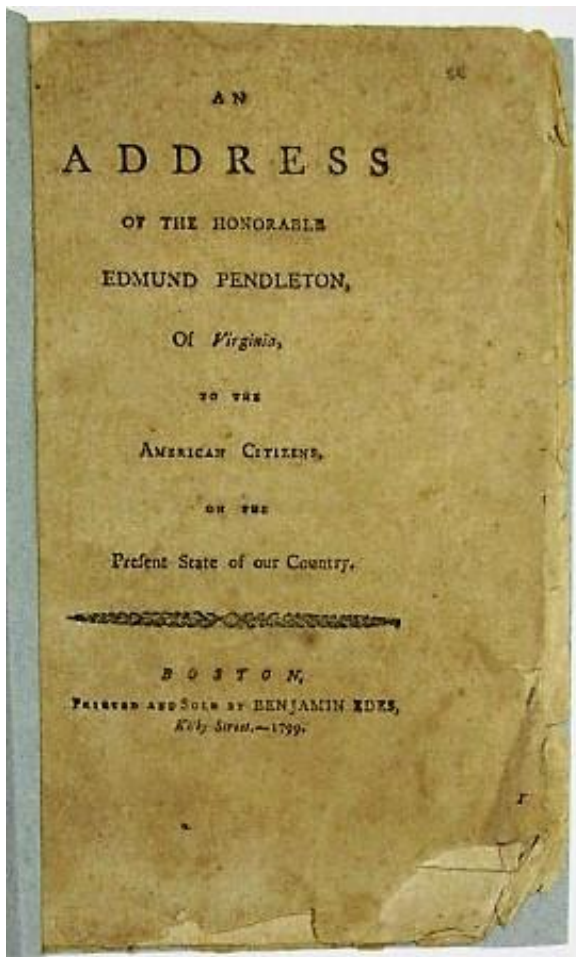 AN
ADDRESS
OF THE HONORABLE
EDMUND PENDLETON,
Of Virginia,
TO THE
AMERICAN CITIZENS,
ON THE
Preſent State of our Country.
BOSTON,
PRINTED AND SOLD BY BENJAMIN EDES,
Kilby Street.—1799.